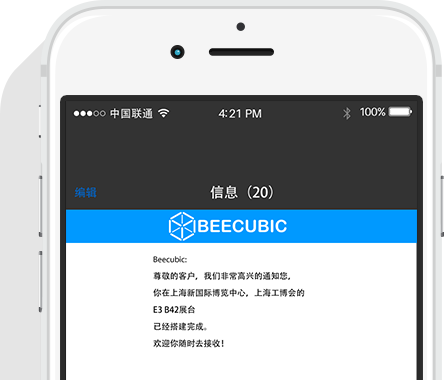 中国联通 4:21 PM 100%
编辑 信息（20）
BEECUBIC
Beecubic:
尊敬的客户，我们非常高兴的通知您，
你在上海新国际博览中心，上海工博会的
E3 B42展台
已经搭建完成。
欢迎你随时去接收！